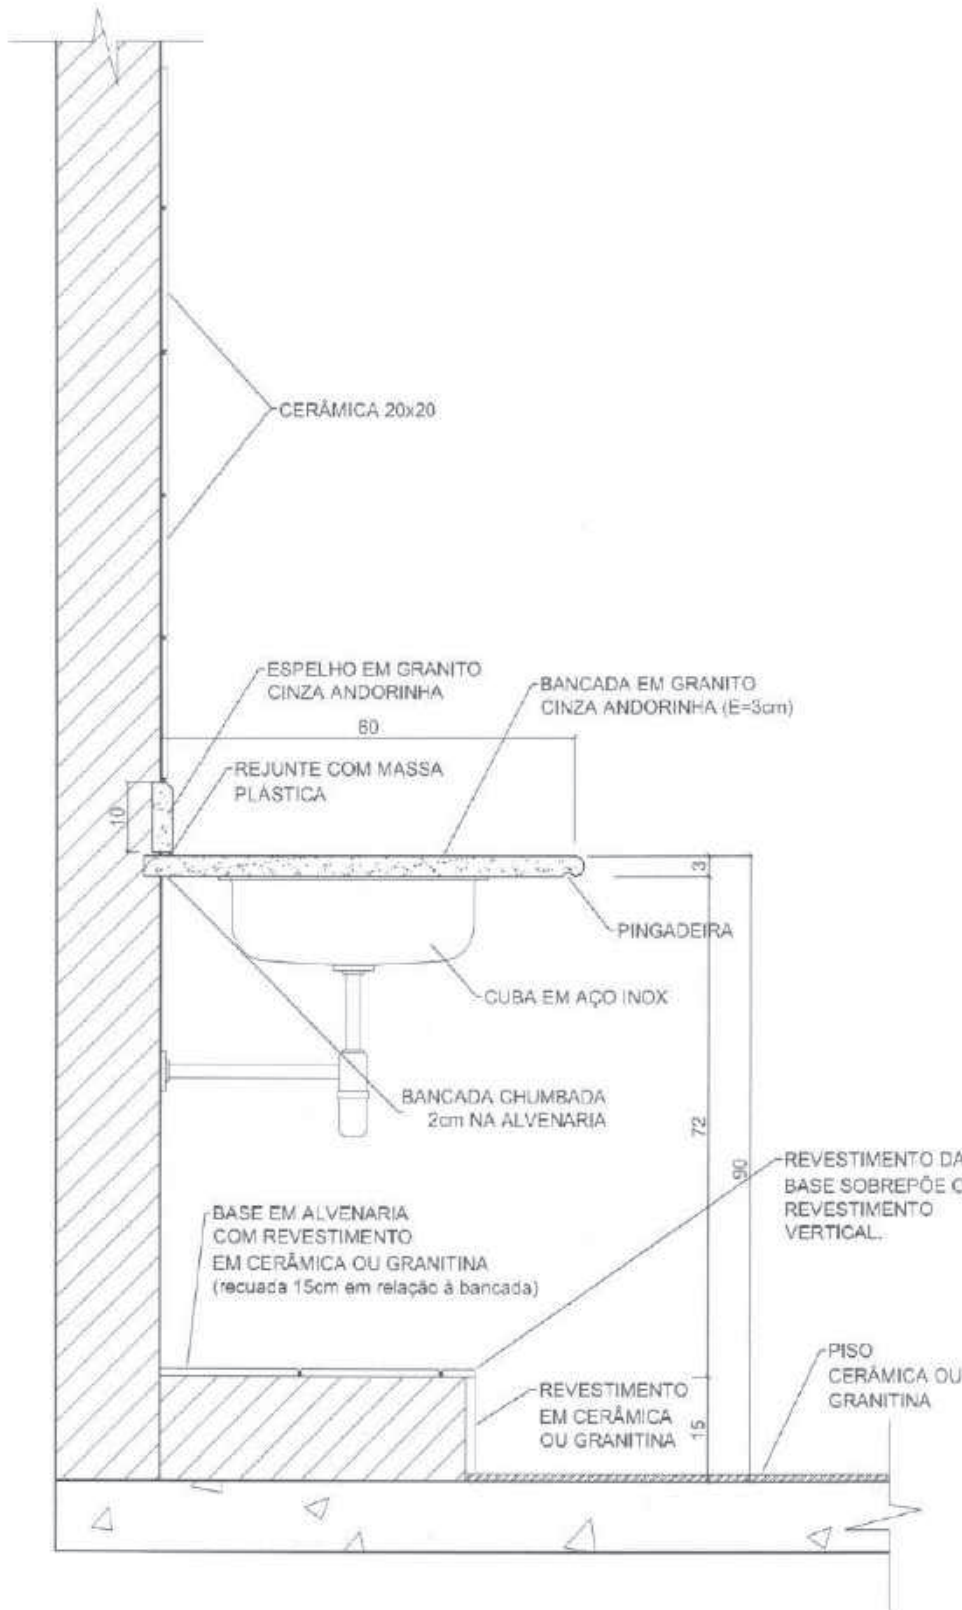 CERÂMICA 20x20
ESPELHO EM GRANITO
CINZA ANDORINHA
BANCADA EM GRANITO
CINZA ANDORINHA (E=3cm)
60
REJUNTE COM MASSA
PLÁSTICA
10
3
PINGADEIRA
CUBA EM AÇO INOX
BANCADA CHUMBADA
2cm NA ALVENARIA
72
90
REVESTIMENTO DA
BASE SOBREPÕE O
REVESTIMENTO
VERTICAL.
BASE EM ALVENARIA
COM REVESTIMENTO
EM CERÂMICA OU GRANITINA
(recuada 15cm em relação à bancada)
PISO
CERÂMICA OU
GRANITINA
REVESTIMENTO
EM CERÂMICA
OU GRANITINA
15